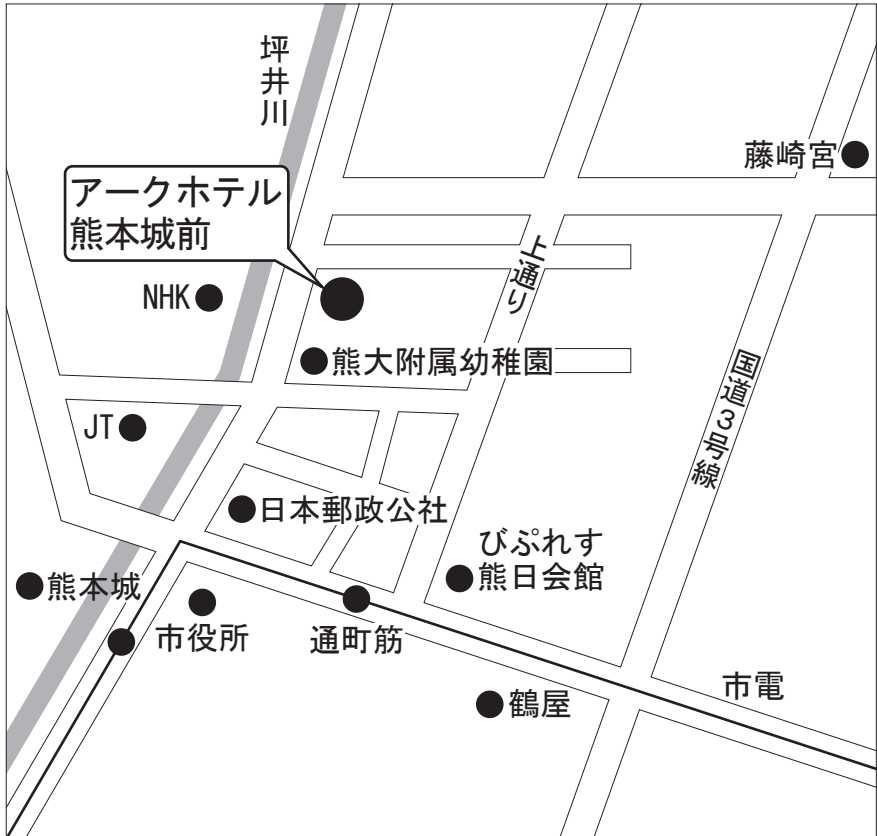 坪井川
藤崎宮
アークホテル
熊本城前
上通り
NHK
熊大附属幼稚園
国道3号線
JT
日本郵政公社
びぷれす
熊日会館
熊本城
市役所
通町筋
市電
鶴屋